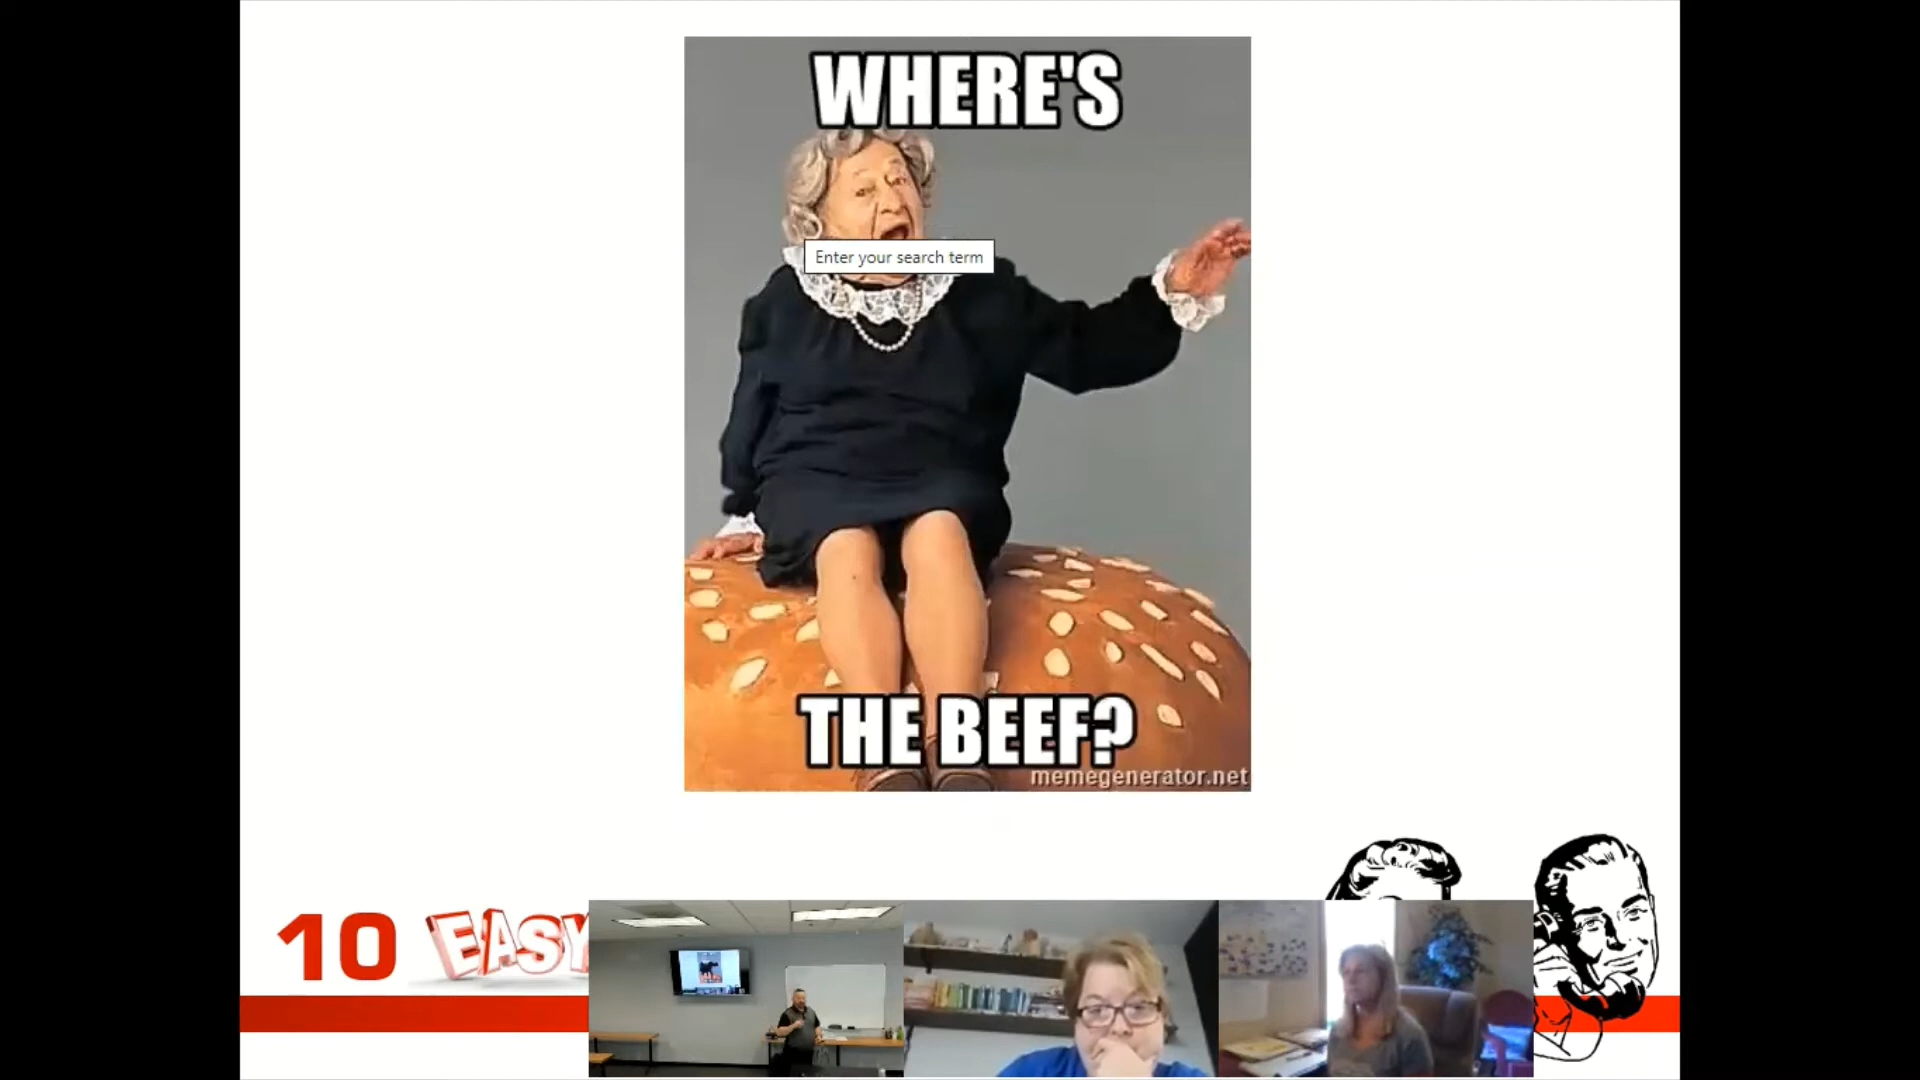 WHERE'S
Enter your search term
THE BEEF?
memegenerator.net
10 EASY